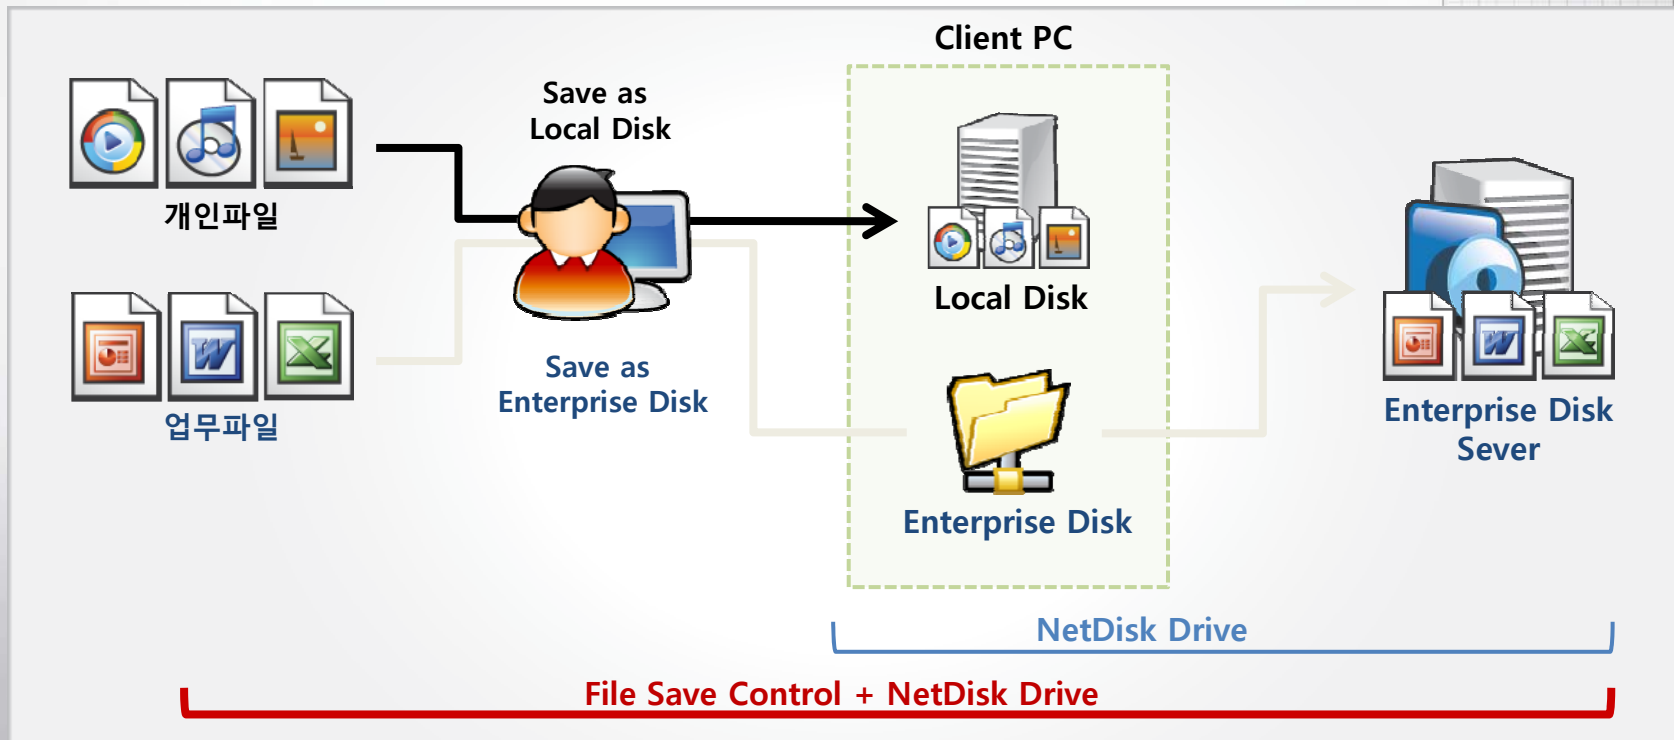 Client PC
Save as
Local Disk
개인파일
Local Disk
Save as
Enterprise Disk
업무파일
Enterprise Disk
Sever
Enterprise Disk
NetDisk Drive
File Save Control + NetDisk Drive